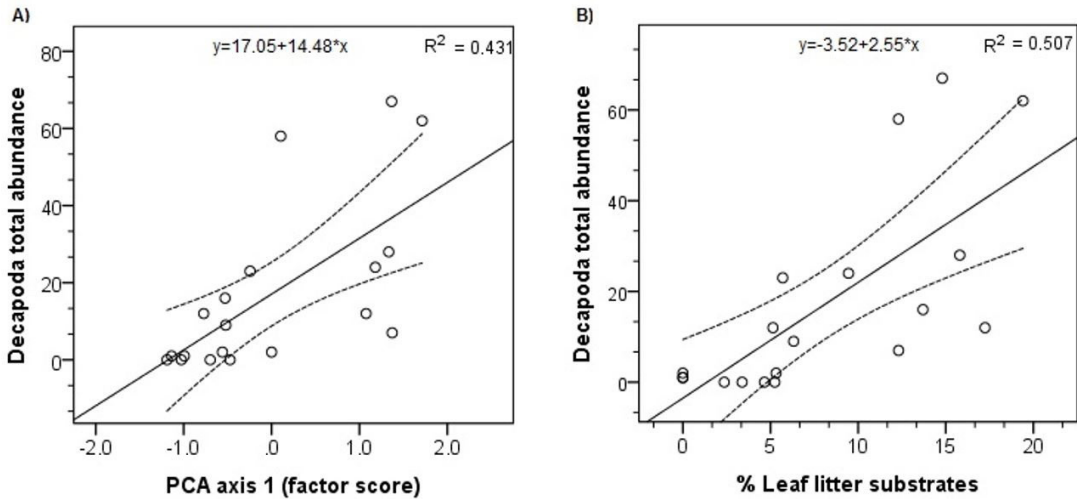 A)
y=17.05+14.48*x
R² = 0.431
80
60
40
20
0
Decapoda total abundance
-2.0
-1.0
.0
1.0
2.0
PCA axis 1 (factor score)
B)
y=-3.52+2.55*x
R² = 0.507
60
40
20
0
Decapoda total abundance
0
5
10
15
20
% Leaf litter substrates